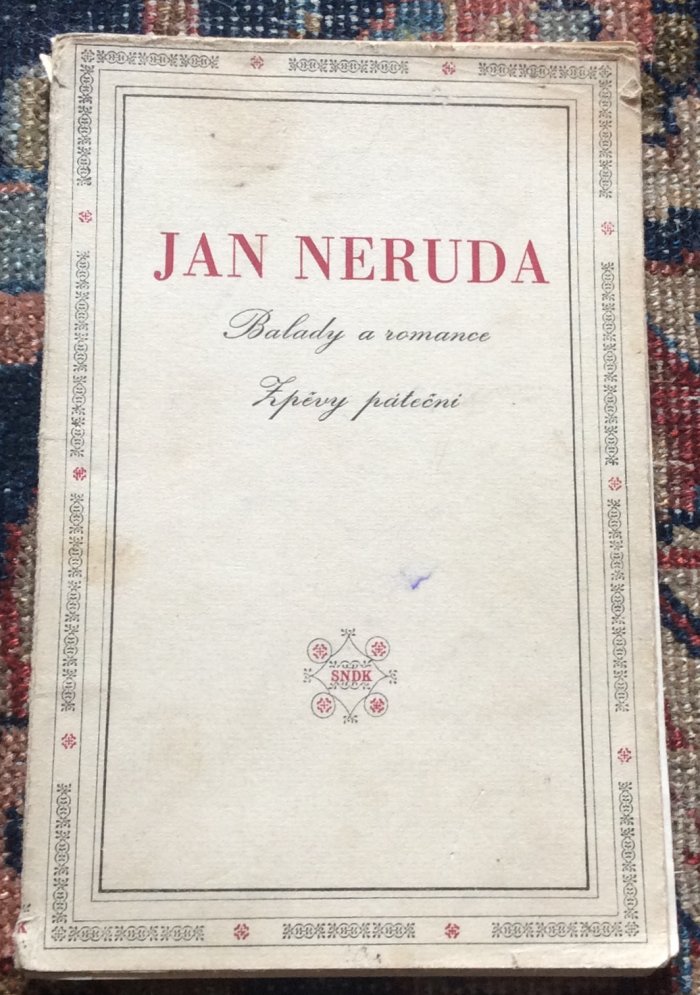 JAN NERUDA
Balady a romance
Zpěvy páteční
SNDK